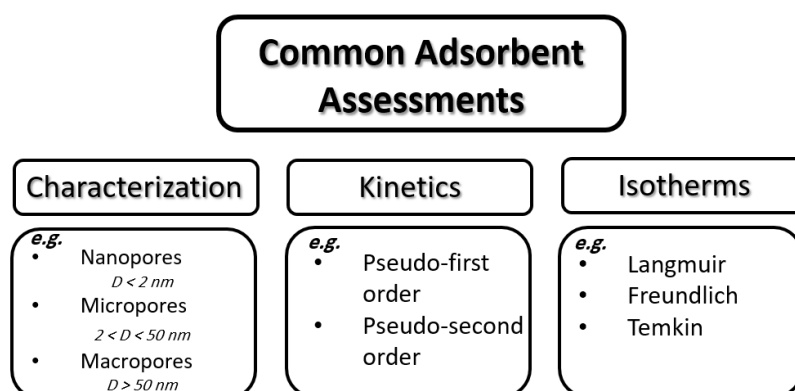 Common Adsorbent
Assessments
Characterization
e.g.
• Nanopores
D < 2 nm
• Micropores
2 < D < 50 nm
• Macropores
D > 50 nm
Kinetics
e.g.
• Pseudo-first
order
• Pseudo-second
order
Isotherms
e.g.
• Langmuir
• Freundlich
• Temkin